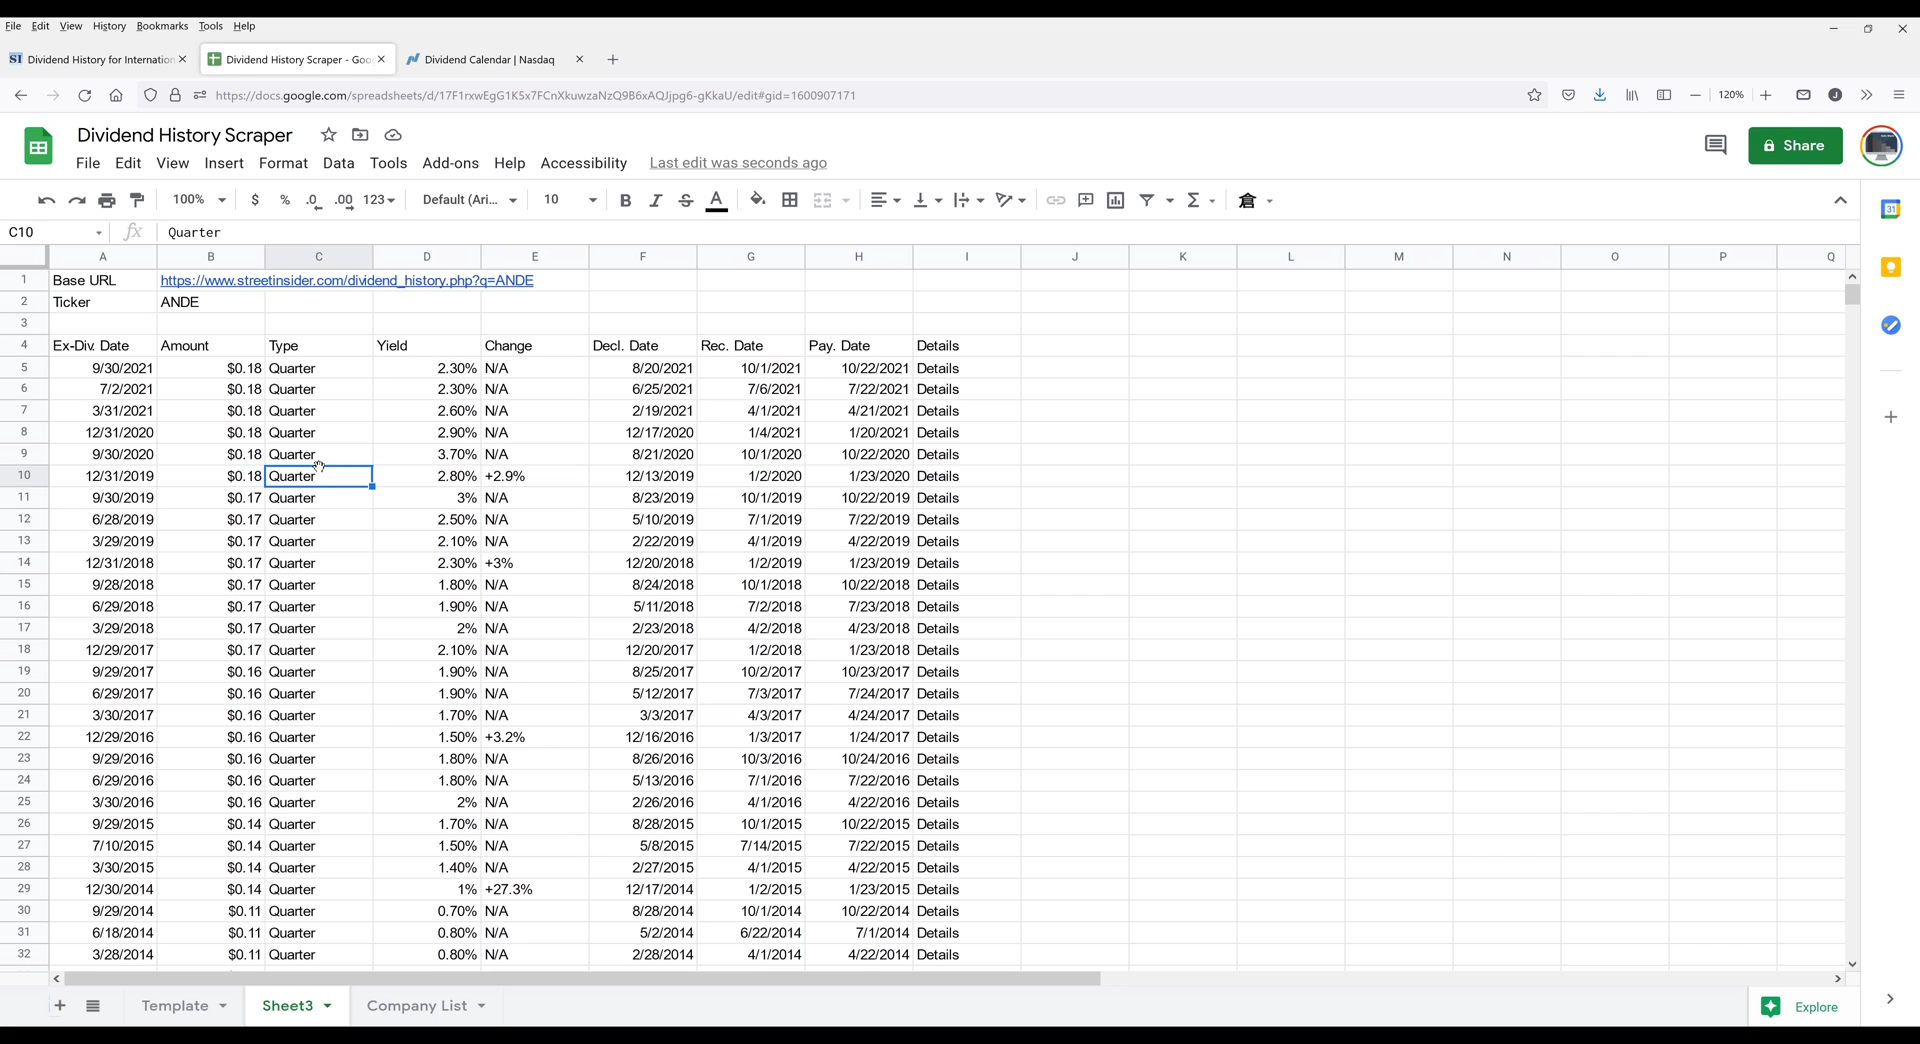 File Edit View History Bookmarks Tools Help
SI Dividend History for Internation Dividend History Scraper - Goo Dividend Calendar | Nasdaq
https://docs.google.com/spreadsheets/d/17F1rxwEgG1K5x7FCnXkuwzaNzQ9B6xAQJjpg6-gKkaU/edit#gid=1600907171 120% J
Dividend History Scraper
File Edit View Insert Format Data Tools Add-ons Help Accessibility Last edit was seconds ago Share
100% $ % .0 .00 123 Default (Ari... 10 B I S A Σ 31
C10 fx Quarter
A B C D E F G H I J K L M N O P Q
1 Base URL https://www.streetinsider.com/dividend_history.php?q=ANDE
2 Ticker ANDE
3
4 Ex-Div. Date Amount Type Yield Change Decl. Date Rec. Date Pay. Date Details
5 9/30/2021 $0.18 Quarter 2.30% N/A 8/20/2021 10/1/2021 10/22/2021 Details
6 7/2/2021 $0.18 Quarter 2.30% N/A 6/25/2021 7/6/2021 7/22/2021 Details
7 3/31/2021 $0.18 Quarter 2.60% N/A 2/19/2021 4/1/2021 4/21/2021 Details
8 12/31/2020 $0.18 Quarter 2.90% N/A 12/17/2020 1/4/2021 1/20/2021 Details
9 9/30/2020 $0.18 Quarter 3.70% N/A 8/21/2020 10/1/2020 10/22/2020 Details
10 12/31/2019 $0.18 Quarter 2.80% +2.9% 12/13/2019 1/2/2020 1/23/2020 Details
11 9/30/2019 $0.17 Quarter 3% N/A 8/23/2019 10/1/2019 10/22/2019 Details
12 6/28/2019 $0.17 Quarter 2.50% N/A 5/10/2019 7/1/2019 7/22/2019 Details
13 3/29/2019 $0.17 Quarter 2.10% N/A 2/22/2019 4/1/2019 4/22/2019 Details
14 12/31/2018 $0.17 Quarter 2.30% +3% 12/20/2018 1/2/2019 1/23/2019 Details
15 9/28/2018 $0.17 Quarter 1.80% N/A 8/24/2018 10/1/2018 10/22/2018 Details
16 6/29/2018 $0.17 Quarter 1.90% N/A 5/11/2018 7/2/2018 7/23/2018 Details
17 3/29/2018 $0.17 Quarter 2% N/A 2/23/2018 4/2/2018 4/23/2018 Details
18 12/29/2017 $0.17 Quarter 2.10% N/A 12/20/2017 1/2/2018 1/23/2018 Details
19 9/29/2017 $0.16 Quarter 1.90% N/A 8/25/2017 10/2/2017 10/23/2017 Details
20 6/29/2017 $0.16 Quarter 1.90% N/A 5/12/2017 7/3/2017 7/24/2017 Details
21 3/30/2017 $0.16 Quarter 1.70% N/A 3/3/2017 4/3/2017 4/24/2017 Details
22 12/29/2016 $0.16 Quarter 1.50% +3.2% 12/16/2016 1/3/2017 1/24/2017 Details
23 9/29/2016 $0.16 Quarter 1.80% N/A 8/26/2016 10/3/2016 10/24/2016 Details
24 6/29/2016 $0.16 Quarter 1.80% N/A 5/13/2016 7/1/2016 7/22/2016 Details
25 3/30/2016 $0.16 Quarter 2% N/A 2/26/2016 4/1/2016 4/22/2016 Details
26 9/29/2015 $0.14 Quarter 1.70% N/A 8/28/2015 10/1/2015 10/22/2015 Details
27 7/10/2015 $0.14 Quarter 1.50% N/A 5/8/2015 7/14/2015 7/22/2015 Details
28 3/30/2015 $0.14 Quarter 1.40% N/A 2/27/2015 4/1/2015 4/22/2015 Details
29 12/30/2014 $0.14 Quarter 1% +27.3% 12/17/2014 1/2/2015 1/23/2015 Details
30 9/29/2014 $0.11 Quarter 0.70% N/A 8/28/2014 10/1/2014 10/22/2014 Details
31 6/18/2014 $0.11 Quarter 0.80% N/A 5/2/2014 6/22/2014 7/1/2014 Details
32 3/28/2014 $0.11 Quarter 0.80% N/A 2/28/2014 4/1/2014 4/22/2014 Details
Template Sheet3 Company List Explore